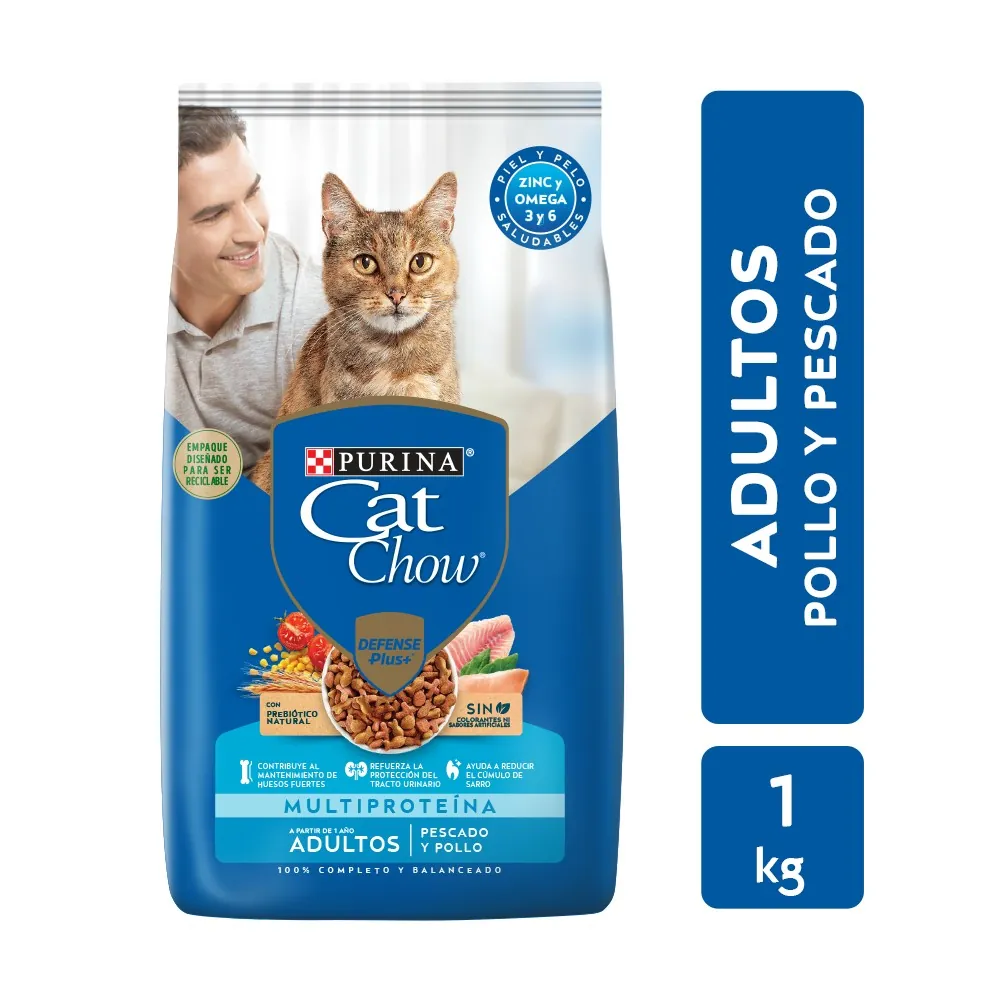 PIEL Y PELO
ZINC y
OMEGA
3 y 6
SALUDABLES
EMPAQUE
DISEÑADO
PARA SER
RECICLABLE
PURINA®
Cat
Chow®
DEFENSE
Plus+
CON
PREBIÓTICO
NATURAL
SIN
COLORANTES NI
SABORES ARTIFICIALES
CONTRIBUYE AL
MANTENIMIENTO DE
HUESOS FUERTES
REFUERZA LA
PROTECCIÓN DEL
TRACTO URINARIO
AYUDA A REDUCIR
EL CÚMULO DE
SARRO
MULTIPROTEÍNA
A PARTIR DE 1 AÑO
ADULTOS
PESCADO
Y POLLO
100% COMPLETO Y BALANCEADO
ADULTOS
POLLO Y PESCADO
1
kg